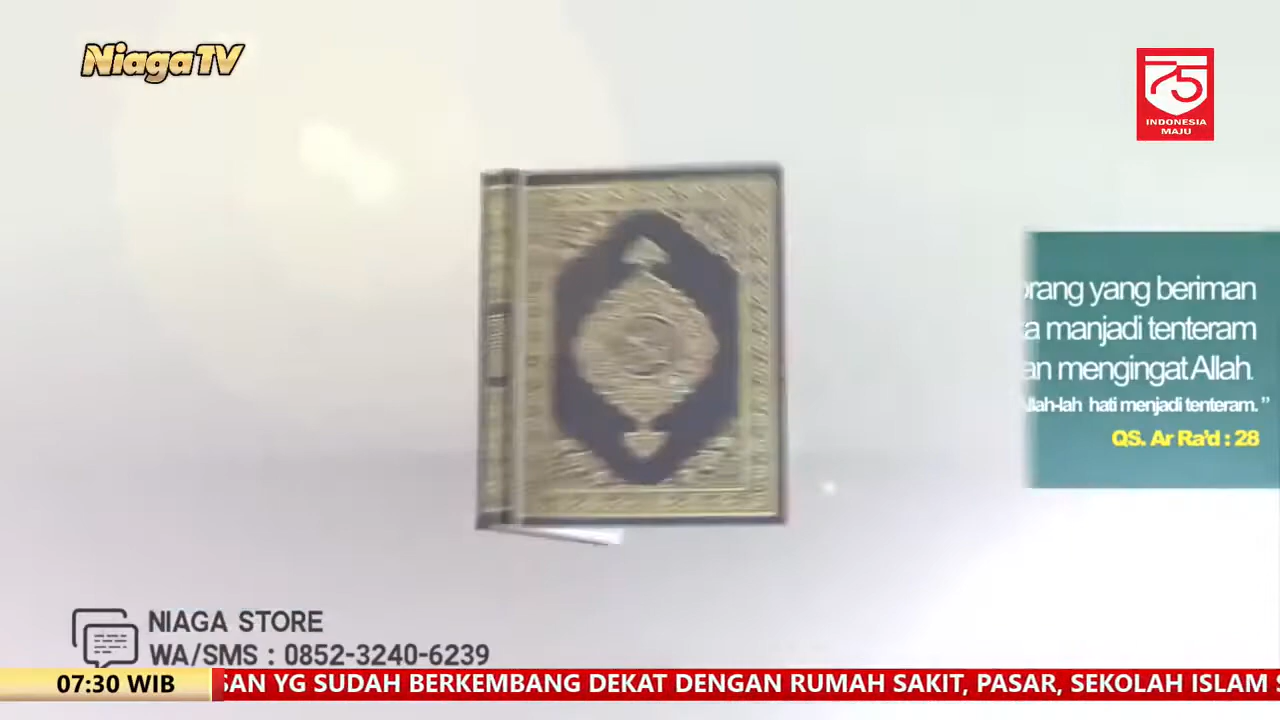 NiagaTV
75
INDONESIA
MAJU
orang yang beriman
a manjadi tenteram
an mengingat Allah.
Allah-lah hati menjadi tenteram. ”
QS. Ar Ra’d : 28
NIAGA STORE
WA/SMS : 0852-3240-6239
07:30 WIB
SAN YG SUDAH BERKEMBANG DEKAT DENGAN RUMAH SAKIT, PASAR, SEKOLAH ISLAM S